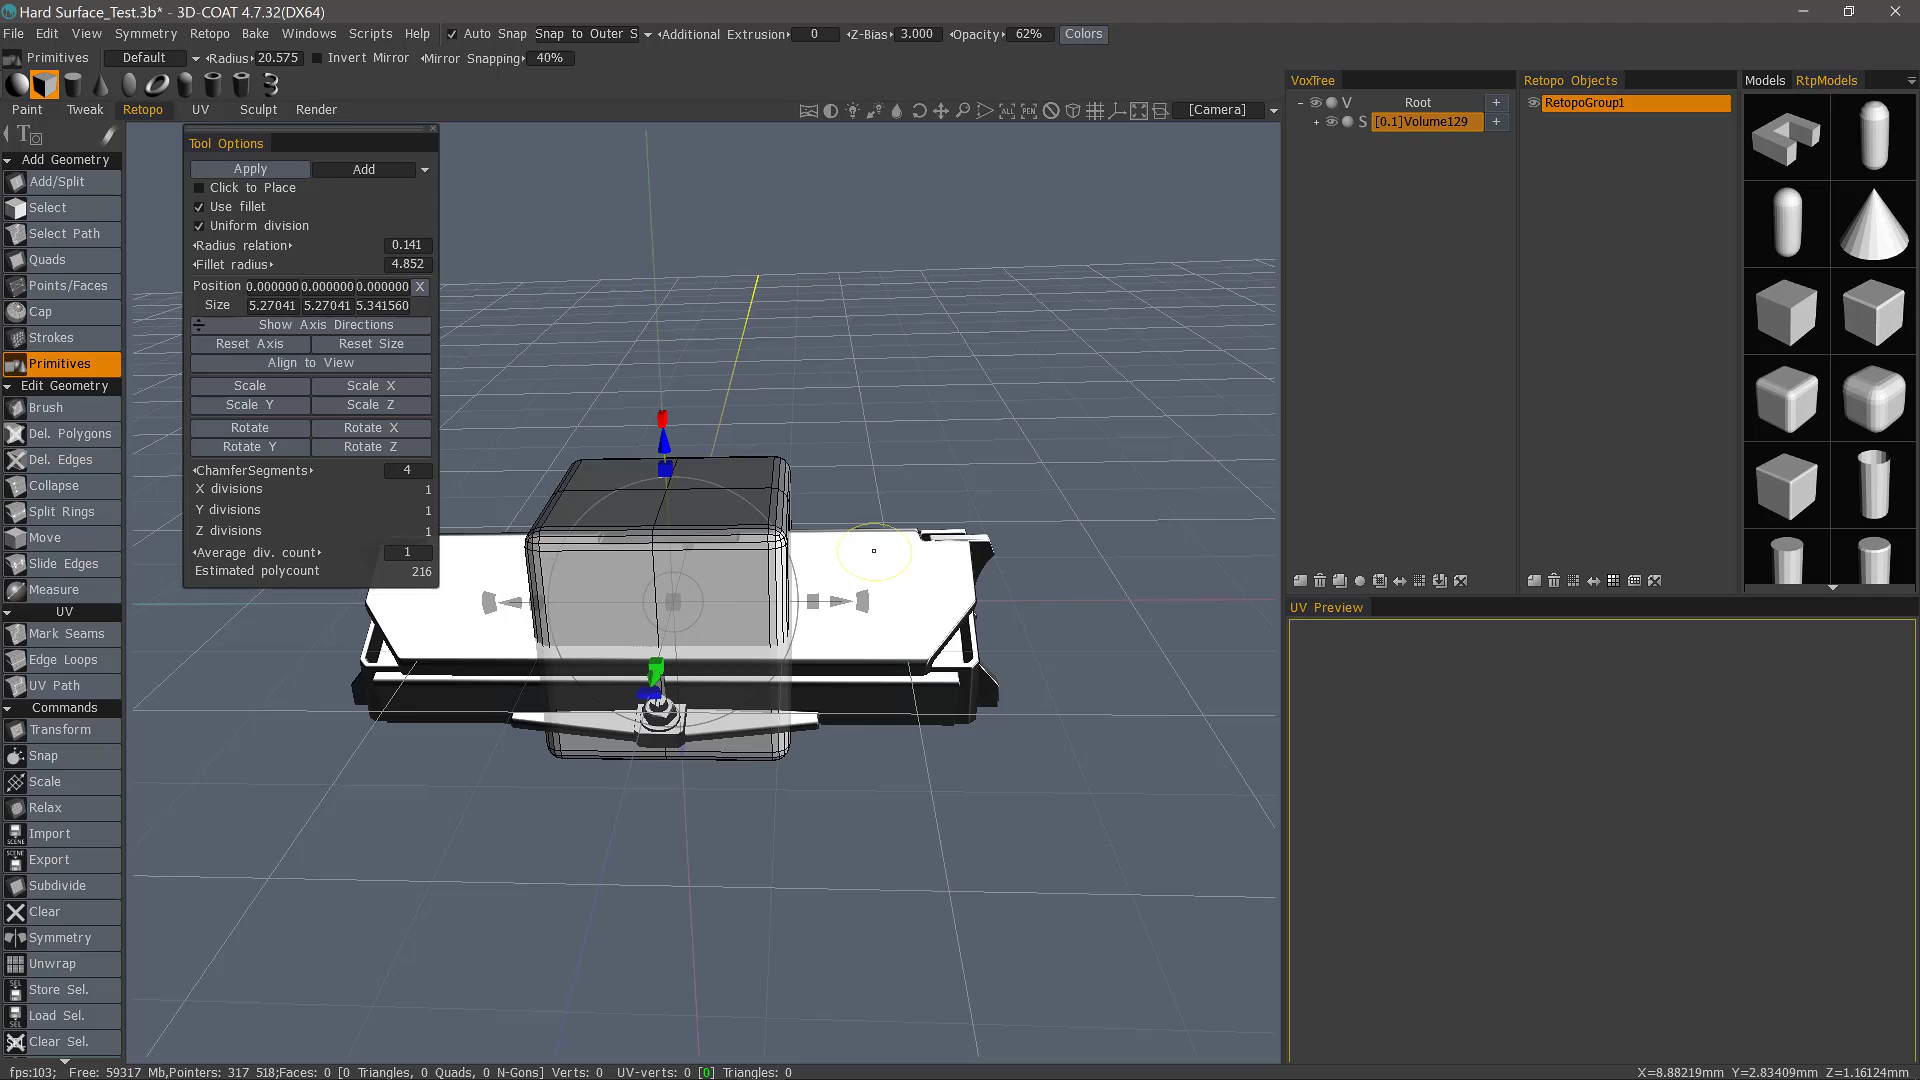 Hard Surface_Test.3b* - 3D-COAT 4.7.32(DX64)
File Edit View Symmetry Retopo Bake Windows Scripts Help Auto Snap Snap to Outer S Additional Extrusion 0 Z-Bias 3.000 Opacity 62% Colors
Primitives Default Radius 20.575 Invert Mirror Mirror Snapping 40%
Paint Tweak Retopo UV Sculpt Render [Camera]
Add Geometry
Add/Split
Select
Select Path
Quads
Points/Faces
Cap
Strokes
Primitives
Edit Geometry
Brush
Del. Polygons
Del. Edges
Collapse
Split Rings
Move
Slide Edges
Measure
UV
Mark Seams
Edge Loops
UV Path
Commands
Transform
Snap
Scale
Relax
Import
Export
Subdivide
Clear
Symmetry
Unwrap
Store Sel.
Load Sel.
Clear Sel.
Tool Options
Apply Add
Click to Place
Use fillet
Uniform division
Radius relation 0.141
Fillet radius 4.852
Position 0.000000 0.000000 0.000000 X
Size 5.27041 5.27041 5.341560
Show Axis Directions
Reset Axis Reset Size
Align to View
Scale Scale X
Scale Y Scale Z
Rotate Rotate X
Rotate Y Rotate Z
ChamferSegments 4
X divisions 1
Y divisions 1
Z divisions 1
Average div. count 1
Estimated polycount 216
VoxTree
V Root +
+ S [0.1]Volume129 +
Retopo Objects
RetopoGroup1
Models RtpModels
UV Preview
fps:103; Free: 59317 Mb,Pointers: 317 518;Faces: 0 [0 Triangles, 0 Quads, 0 N-Gons] Verts: 0 UV-verts: 0 [0] Triangles: 0
X=8.88219mm Y=2.83409mm Z=1.16124mm